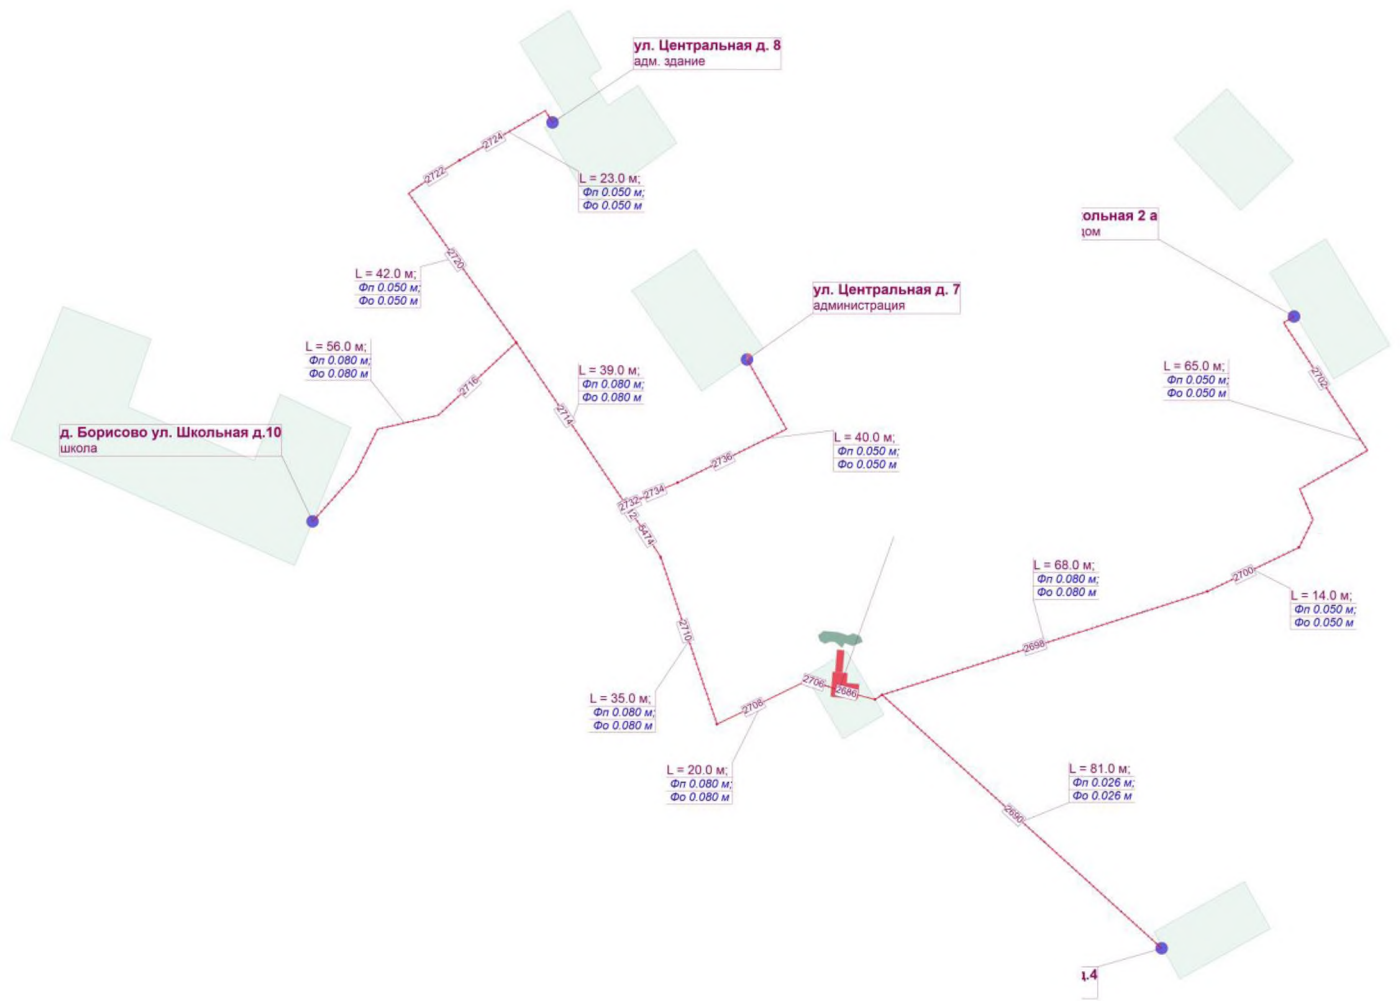 ул. Центральная д. 8
адм. здание
2724
2722
L = 23.0 м;
Фп 0.050 м;
Фо 0.050 м
ольная 2 а
дом
2720
L = 42.0 м;
Фп 0.050 м;
Фо 0.050 м
ул. Центральная д. 7
администрация
L = 56.0 м;
Фп 0.080 м;
Фо 0.080 м
2716
L = 39.0 м;
Фп 0.080 м;
Фо 0.080 м
2714
L = 65.0 м;
Фп 0.050 м;
Фо 0.050 м
2702
д. Борисово ул. Школьная д.10
школа
L = 40.0 м;
Фп 0.050 м;
Фо 0.050 м
2736
2734
2732
12
5474
L = 68.0 м;
Фп 0.080 м;
Фо 0.080 м
2700
L = 14.0 м;
Фп 0.050 м;
Фо 0.050 м
2710
2698
2706
2686
L = 35.0 м;
Фп 0.080 м;
Фо 0.080 м
2708
L = 20.0 м;
Фп 0.080 м;
Фо 0.080 м
L = 81.0 м;
Фп 0.026 м;
Фо 0.026 м
2690
д.4